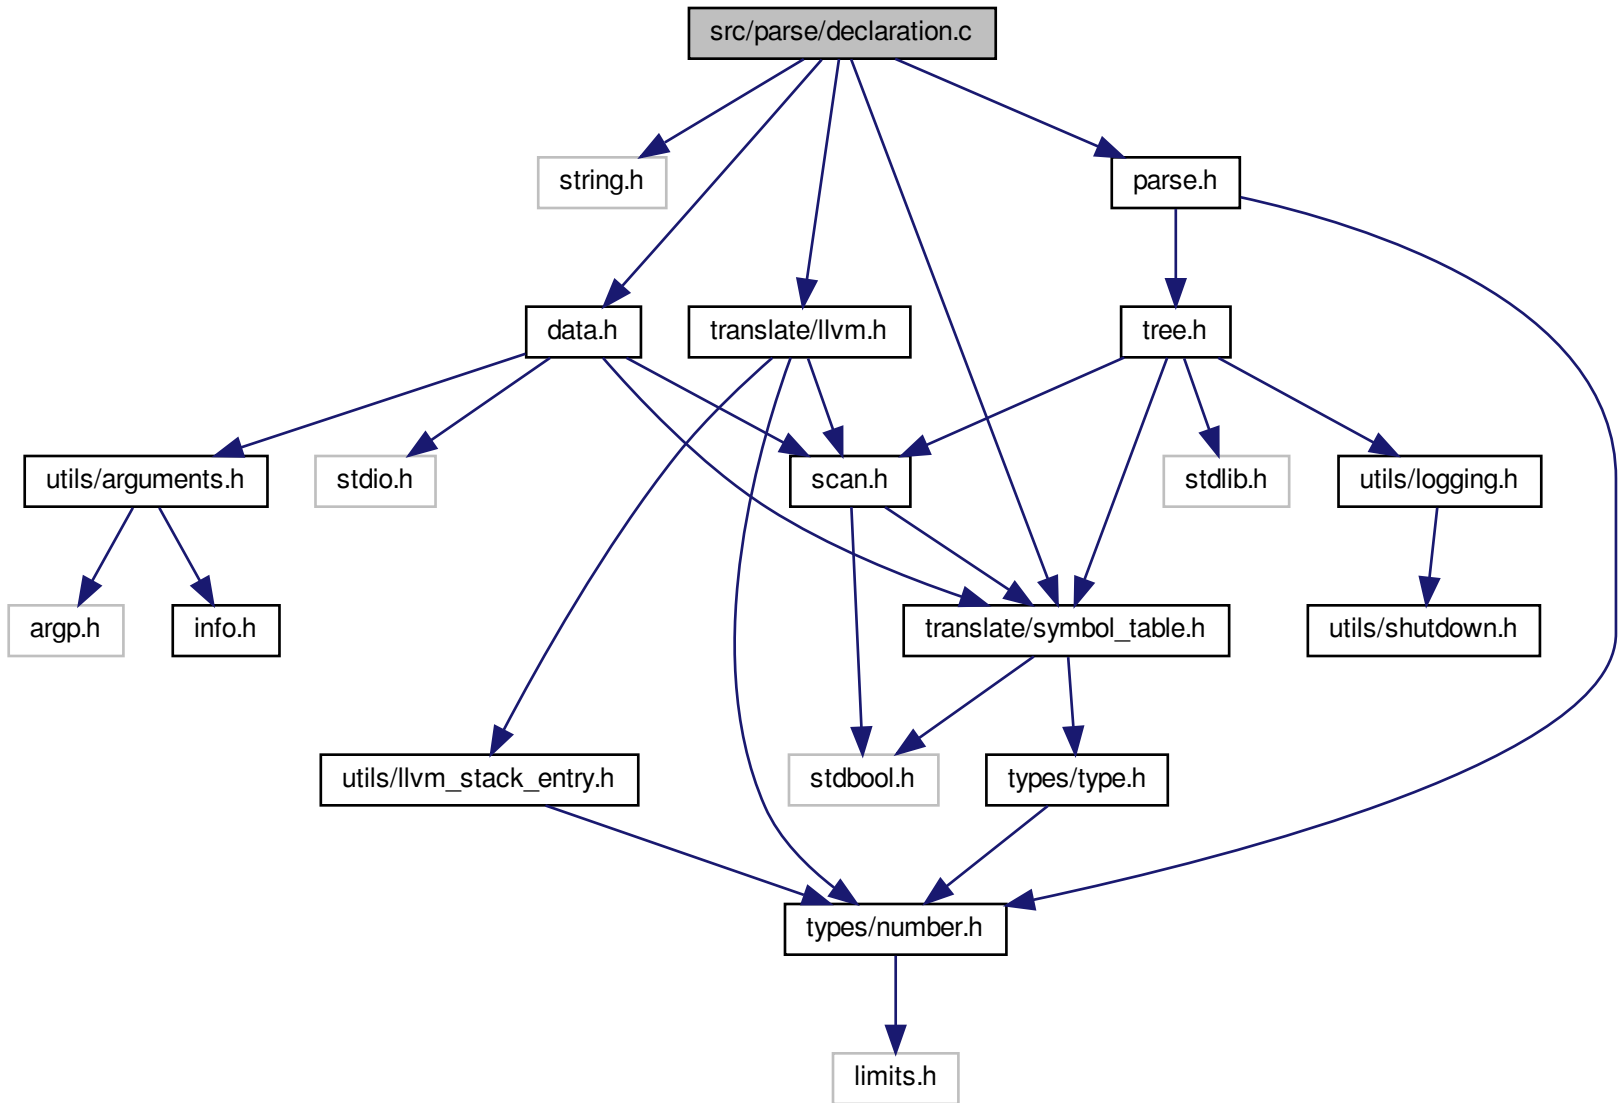 src/parse/declaration.c
string.h
parse.h
data.h
translate/llvm.h
tree.h
utils/arguments.h
stdio.h
scan.h
stdlib.h
utils/logging.h
argp.h
info.h
translate/symbol_table.h
utils/shutdown.h
utils/llvm_stack_entry.h
stdbool.h
types/type.h
types/number.h
limits.h